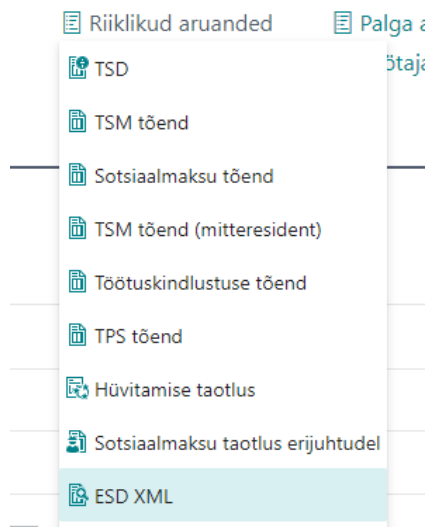 Riiklikud aruanded Palga a
TSD
õtaja
TSM tõend
Sotsiaalmaksu tõend
TSM tõend (mitteresident)
Töötuskindlustuse tõend
TPS tõend
Hüvitamise taotlus
Sotsiaalmaksu taotlus erijuhtudel
ESD XML